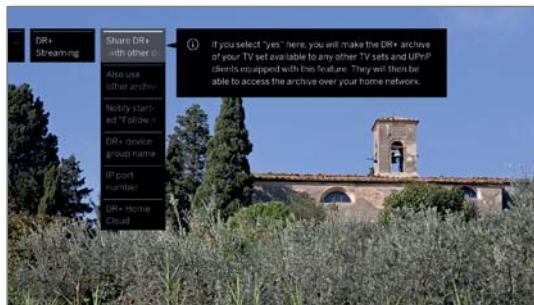 DR+
Streaming
Share DR+
with other d
If you select "yes" here, you will make the DR+ archive
of your TV set available to any other TV sets and UPnP
clients equipped with this feature. They will then be
able to access the archive over your home network.
Also use
other archiv
Notify start-
ed "Follow m
DR+ device
group name
IP port
number
DR+ Home
Cloud